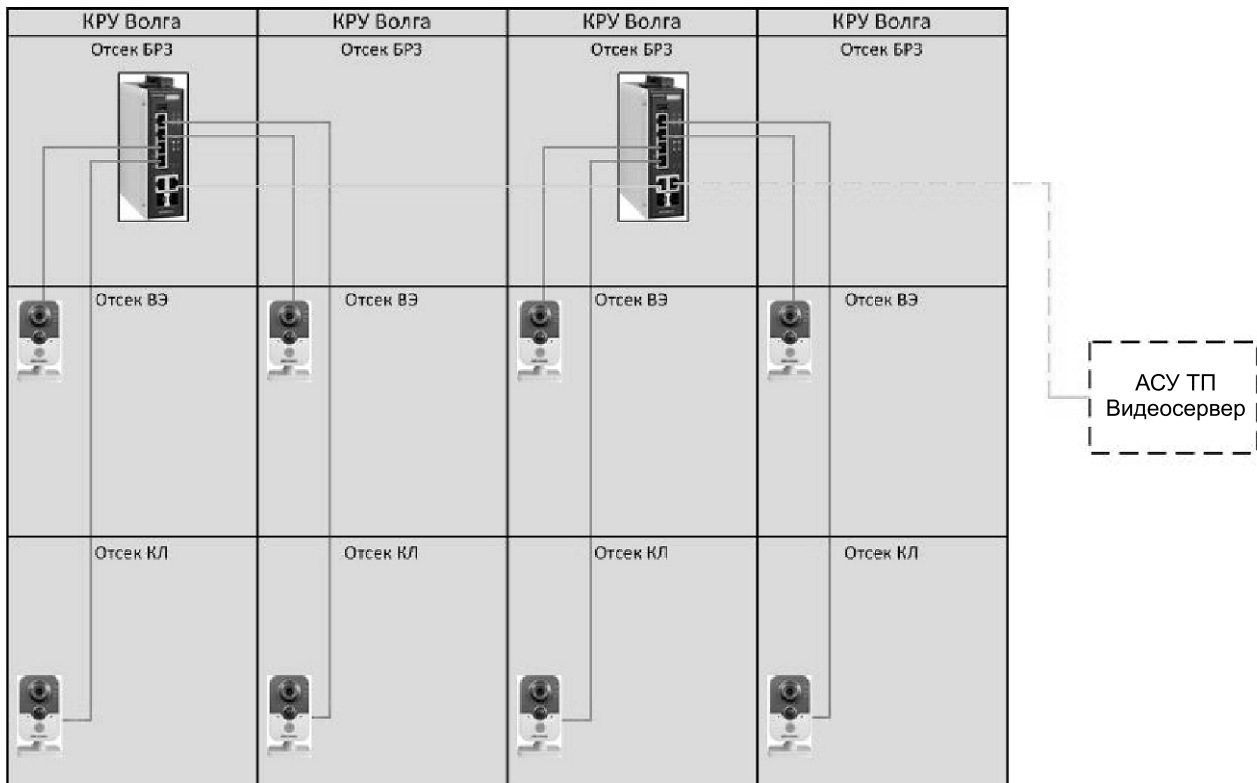 КРУ Волга КРУ Волга КРУ Волга КРУ Волга
Отсек БРЗ Отсек БРЗ Отсек БРЗ Отсек БРЗ
Отсек ВЭ Отсек ВЭ Отсек ВЭ Отсек ВЭ
АСУ ТП
Видеосервер
Отсек КЛ Отсек КЛ Отсек КЛ Отсек КЛ